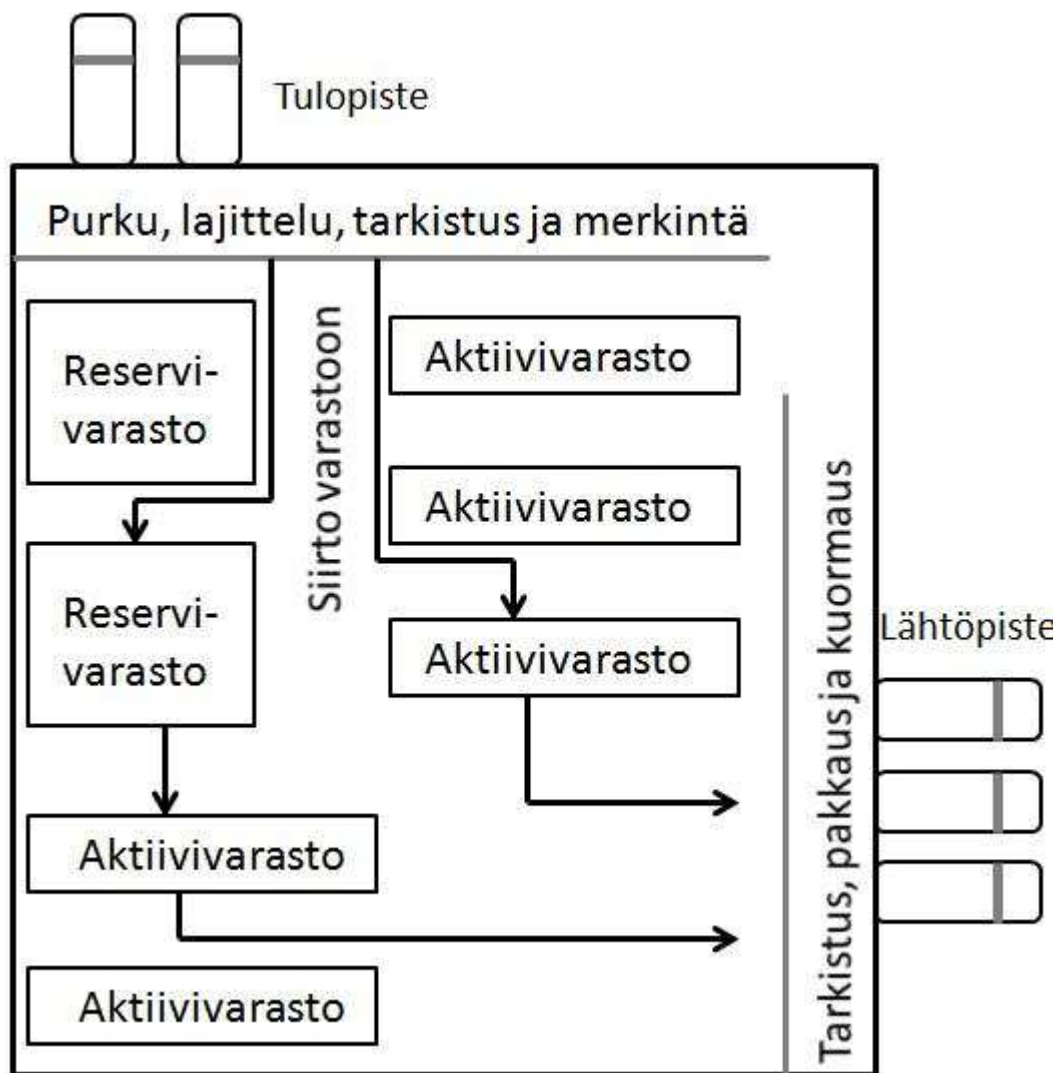 Tulopiste
Purku, lajittelu, tarkistus ja merkintä
Reservi-
varasto
Siirto varastoon
Aktiivivarasto
Aktiivivarasto
Reservi-
varasto
Aktiivivarasto
Tarkistus, pakkaus ja kuormaus
Lähtöpiste
Aktiivivarasto
Aktiivivarasto